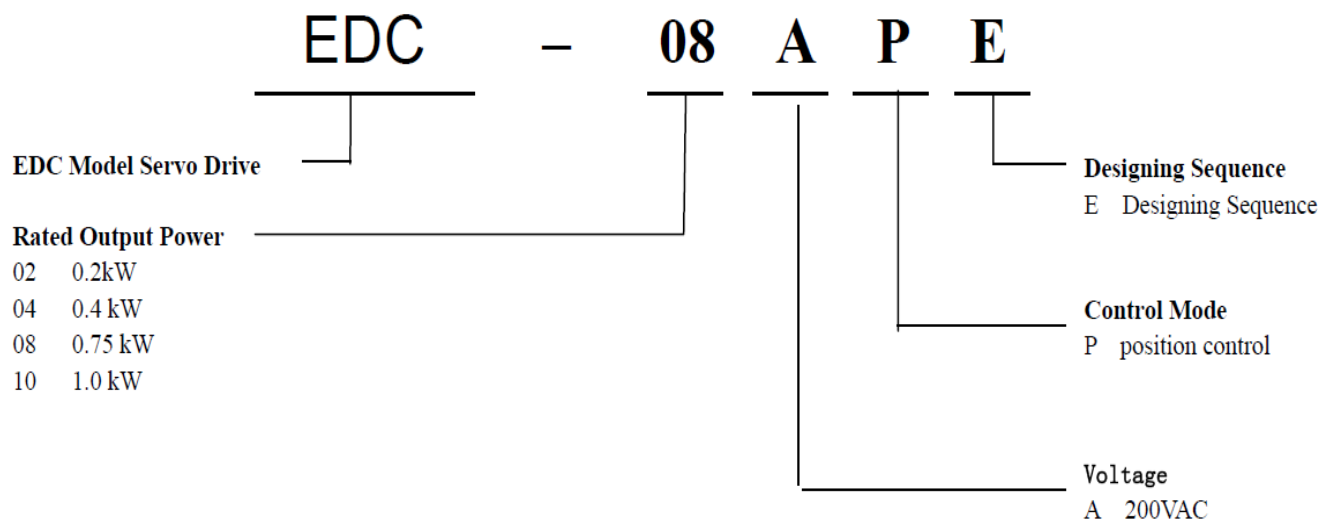 EDC – 08 A P E
EDC Model Servo Drive
Rated Output Power
02 0.2kW
04 0.4 kW
08 0.75 kW
10 1.0 kW
Designing Sequence
E Designing Sequence
Control Mode
P position control
Voltage
A 200VAC